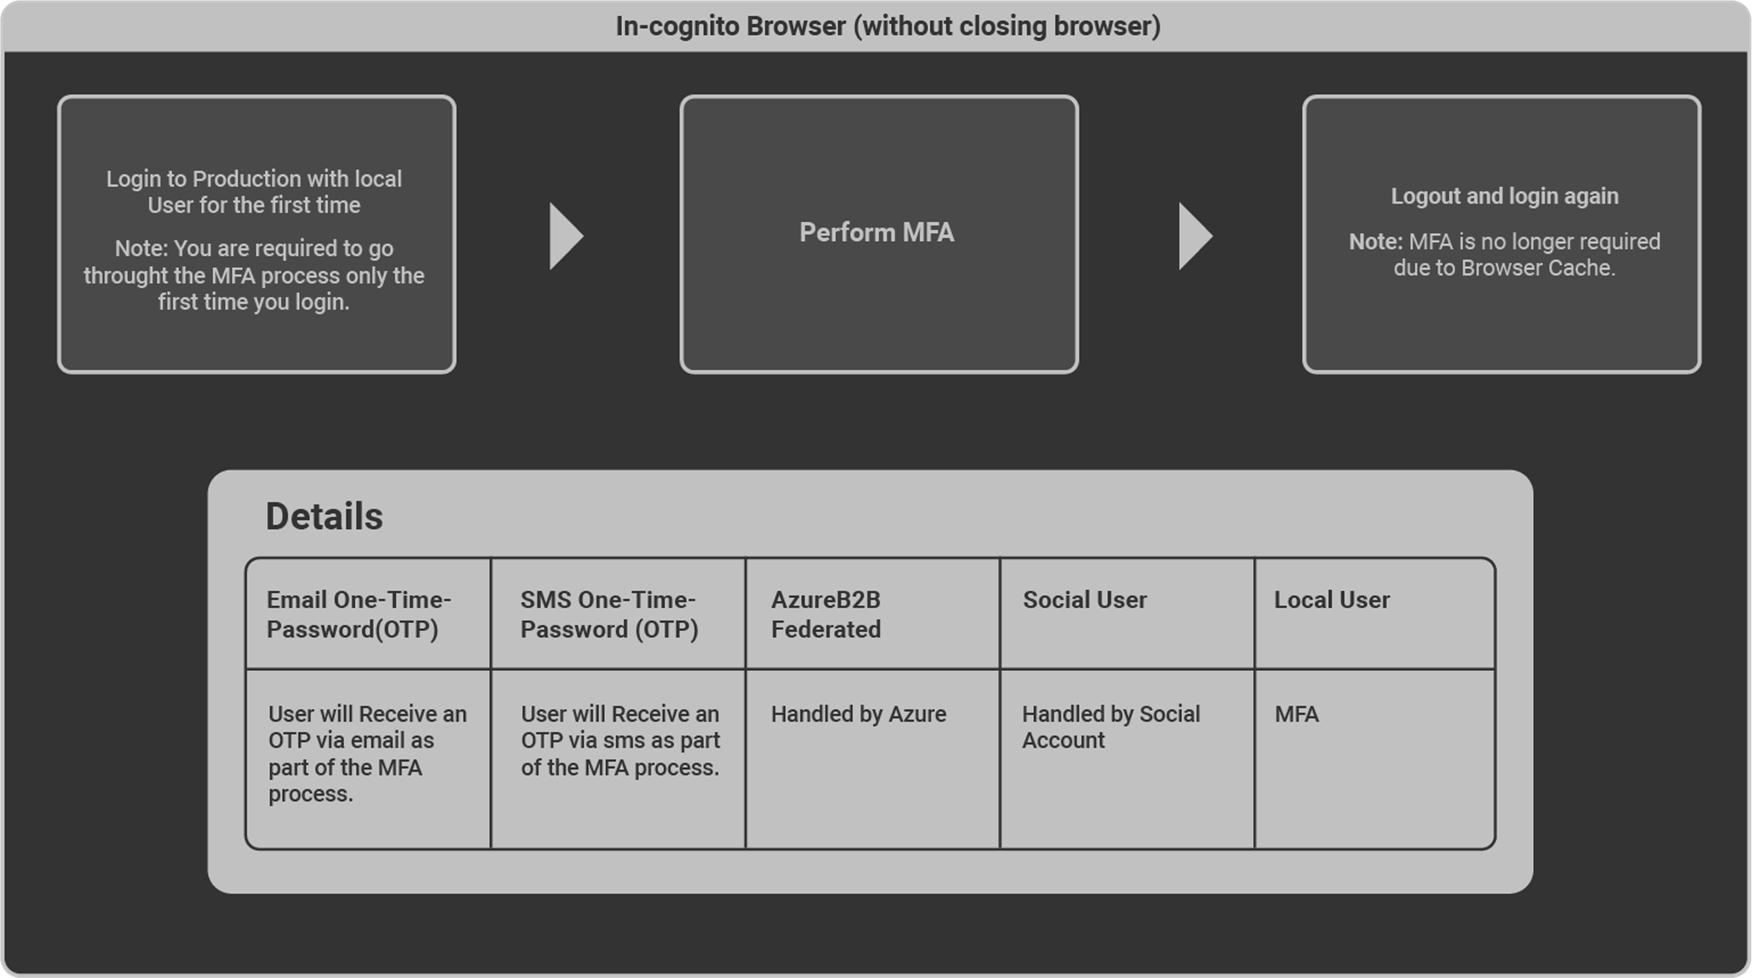 In-cognito Browser (without closing browser)
Login to Production with local
User for the first time
Note: You are required to go
throught the MFA process only the
first time you login.
Perform MFA
Logout and login again
Note: MFA is no longer required
due to Browser Cache.
Details
Email One-Time-
Password(OTP)
SMS One-Time-
Password (OTP)
AzureB2B
Federated
Social User
Local User
User will Receive an
OTP via email as
part of the MFA
process.
User will Receive an
OTP via sms as part
of the MFA process.
Handled by Azure
Handled by Social
Account
MFA